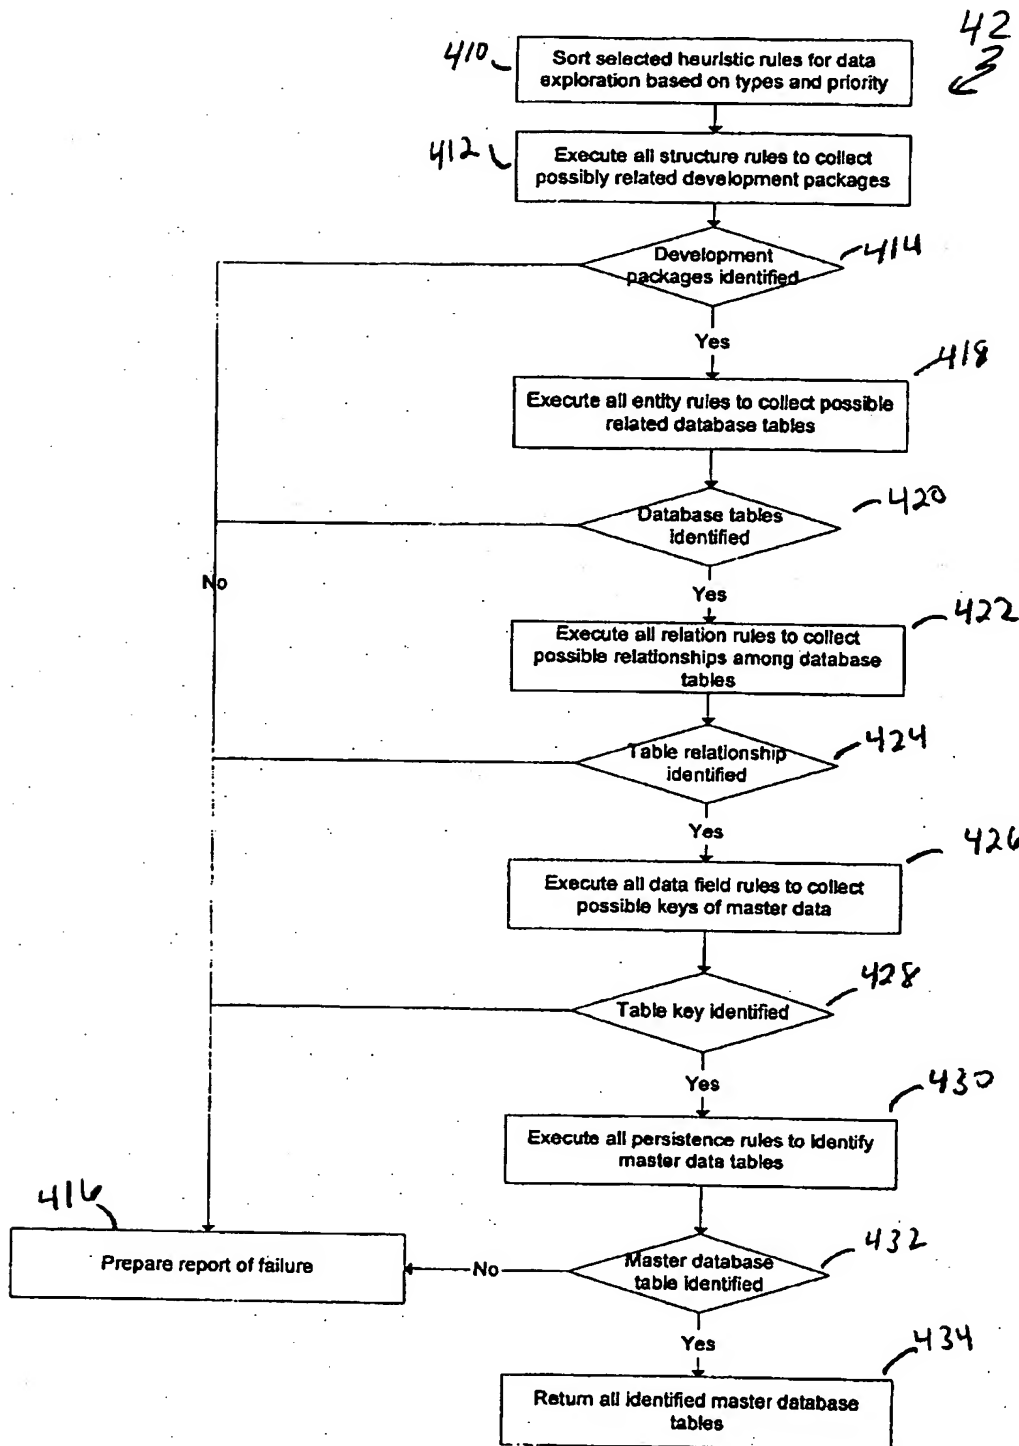 42
410
Sort selected heuristic rules for data
exploration based on types and priority
412
Execute all structure rules to collect
possibly related development packages
Development
packages identified
414
Yes
418
Execute all entity rules to collect possible
related database tables
Database tables
identified
420
No
Yes
422
Execute all relation rules to collect
possible relationships among database
tables
Table relationship
identified
424
Yes
426
Execute all data field rules to collect
possible keys of master data
Table key identified
428
Yes
430
Execute all persistence rules to identify
master data tables
416
Prepare report of failure
No
Master database
table identified
432
Yes
434
Return all identified master database
tables